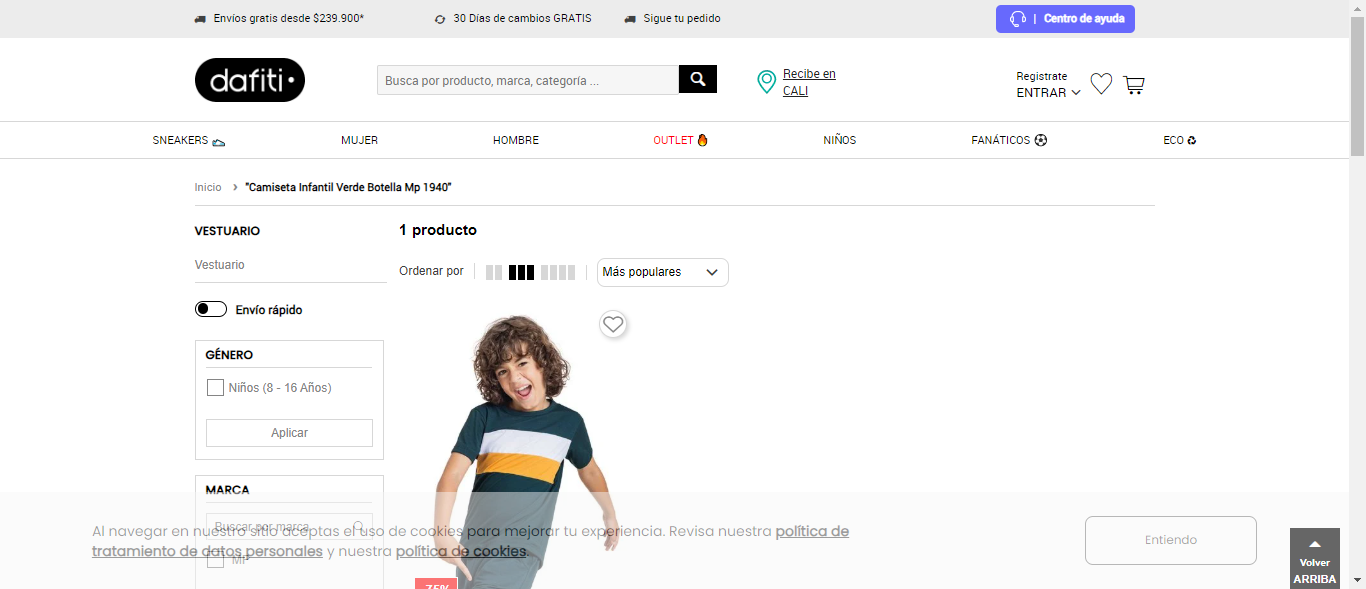 Envíos gratis desde $239.900*
30 Días de cambios GRATIS
Sigue tu pedido
| Centro de ayuda
dafiti
Busca por producto, marca, categoría ...
Recibe en
CALI
Registrate
ENTRAR
SNEAKERS
MUJER
HOMBRE
OUTLET
NIÑOS
FANÁTICOS
ECO
Inicio > "Camiseta Infantil Verde Botella Mp 1940"
VESTUARIO
Vestuario
Envío rápido
GÉNERO
Niños (8 - 16 Años)
Aplicar
MARCA
Buscar por marca
MP
1 producto
Ordenar por
Más populares
-75%
Al navegar en nuestro sitio aceptas el uso de cookies para mejorar tu experiencia. Revisa nuestra política de
tratamiento de datos personales y nuestra política de cookies.
Entiendo
Volver
ARRIBA